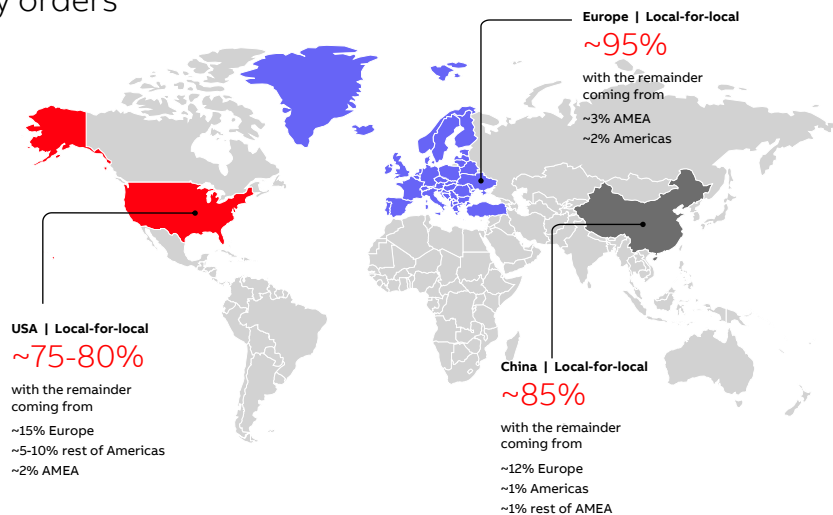 y orders
Europe | Local-for-local
~95%
with the remainder
coming from
~3% AMEA
~2% Americas
USA | Local-for-local
~75-80%
with the remainder
coming from
~15% Europe
~5-10% rest of Americas
~2% AMEA
China | Local-for-local
~85%
with the remainder
coming from
~12% Europe
~1% Americas
~1% rest of AMEA